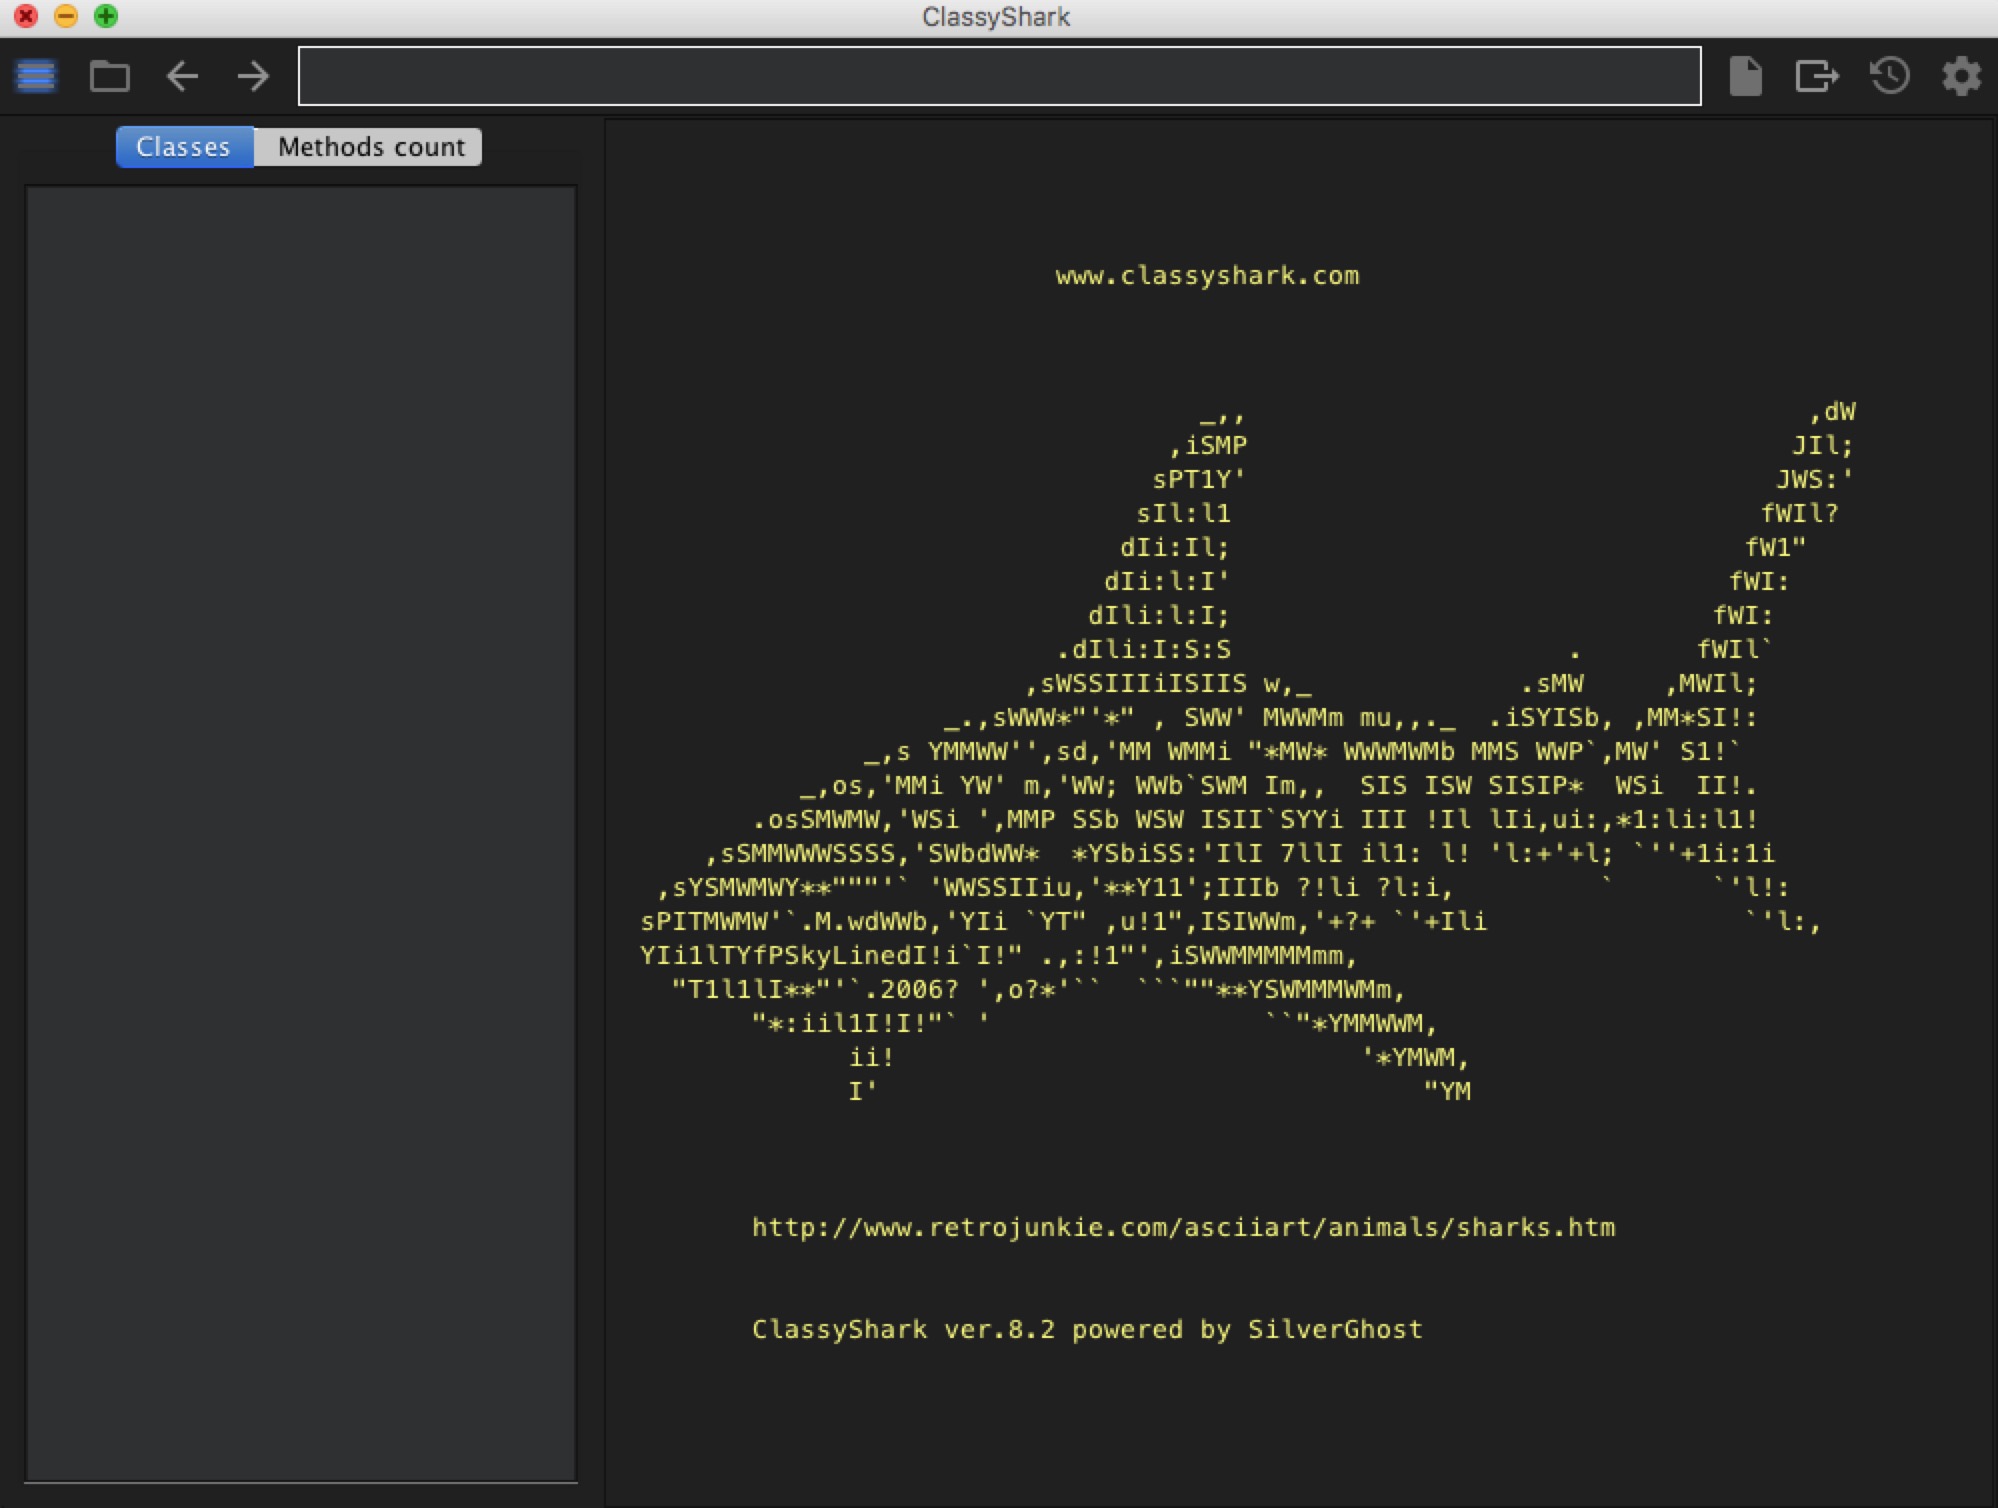 ClassyShark
Classes
Methods count
www.classyshark.com
_,, ,dW
,iSMP JIl;
sPT1Y' JWS:'
sIl:l1 fWIl?
dIi:Il; fW1"
dIi:l:I' fWI:
dIli:l:I; fWI:
.dIli:I:S:S . fWIl`
,sWSSIIIiISIIS w,_ .sMW ,MWIl;
_.,sWWW*"'*" , SWW' MWWMm mu,,._ .iSYISb, ,MM*SI!:
_,s YMMWW'',sd,'MM WMMi "*MW* WWWMWMb MMS WWP`,MW' S1!`
_,os,'MMi YW' m,'WW; WWb`SWM Im,, SIS ISW SISIP* WSi II!.
.osSMWMW,'WSi ',MMP SSb WSW ISII`SYYi III !Il lIi,ui:,*1:li:l1!
,sSMMWWWSSSS,'SWbdWW* *YSbiSS:'IlI 7llI il1: l! 'l:+'+l; `''+1i:1i
,sYSMWMWY**"""'` 'WWSSIIiu,'**Y11';IIIb ?!li ?l:i, ` `'l!:
sPITMWMW'`.M.wdWWb,'YIi `YT" ,u!1",ISIWWm,'+?+ `'+Ili `'l:,
YIi1lTYfPSkyLinedI!i`I!" .,:!1"',iSWWMMMMMmm,
"T1l1lI**"'`.2006? ',o?*'`` ```""**YSWMMMWMm,
"*:iil1I!I!"` ' ``"*YMMWWM,
ii! '*YMWM,
I' "YM
http://www.retrojunkie.com/asciiart/animals/sharks.htm
ClassyShark ver.8.2 powered by SilverGhost